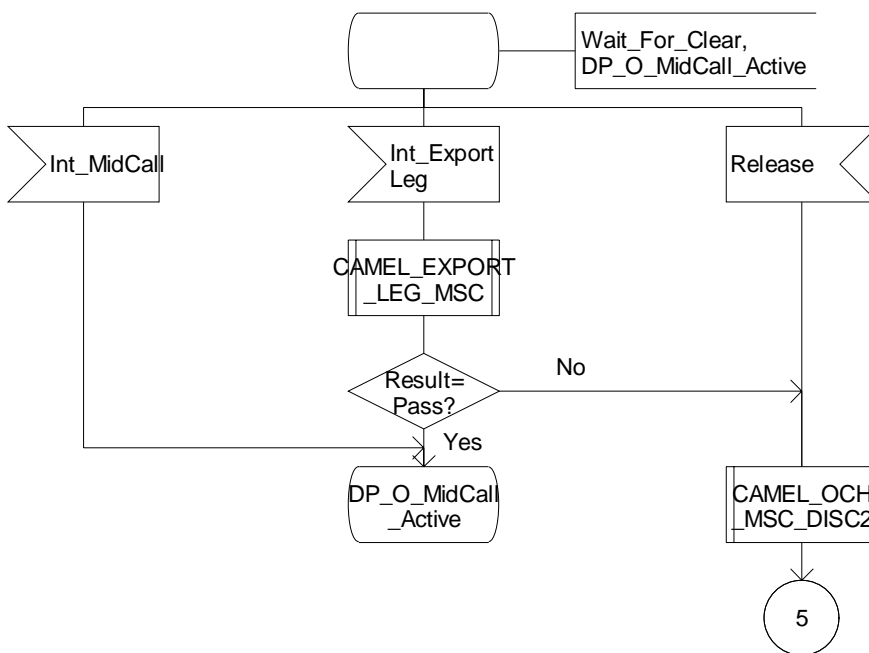 Wait_For_Clear,
DP_O_MidCall_Active
Int_MidCall
Int_Export
Leg
Release
CAMEL_EXPORT
_LEG_MSC
Result=
Pass?
No
Yes
DP_O_MidCall
_Active
CAMEL_OCH
_MSC_DISC2
5